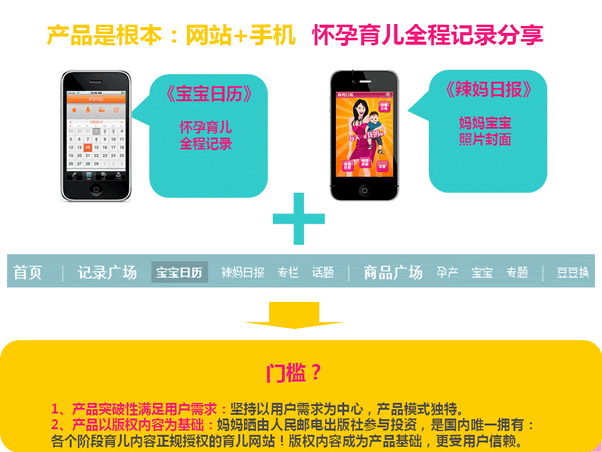 产品是根本：网站+手机 怀孕育儿全程记录分享
《宝宝日历》
怀孕育儿
全程记录
《辣妈日报》
妈妈宝宝
照片封面
首页 | 记录广场 宝宝日历 辣妈日报 专栏 话题 | 商品广场 孕产 宝宝 专题 | 豆豆换
门槛？
1、产品突破性满足用户需求：坚持以用户需求为中心，产品模式独特。
2、产品以版权内容为基础：妈妈晒由人民邮电出版社参与投资，是国内唯一拥有：
各个阶段育儿内容正规授权的育儿网站！版权内容成为产品基础，更受用户信赖。